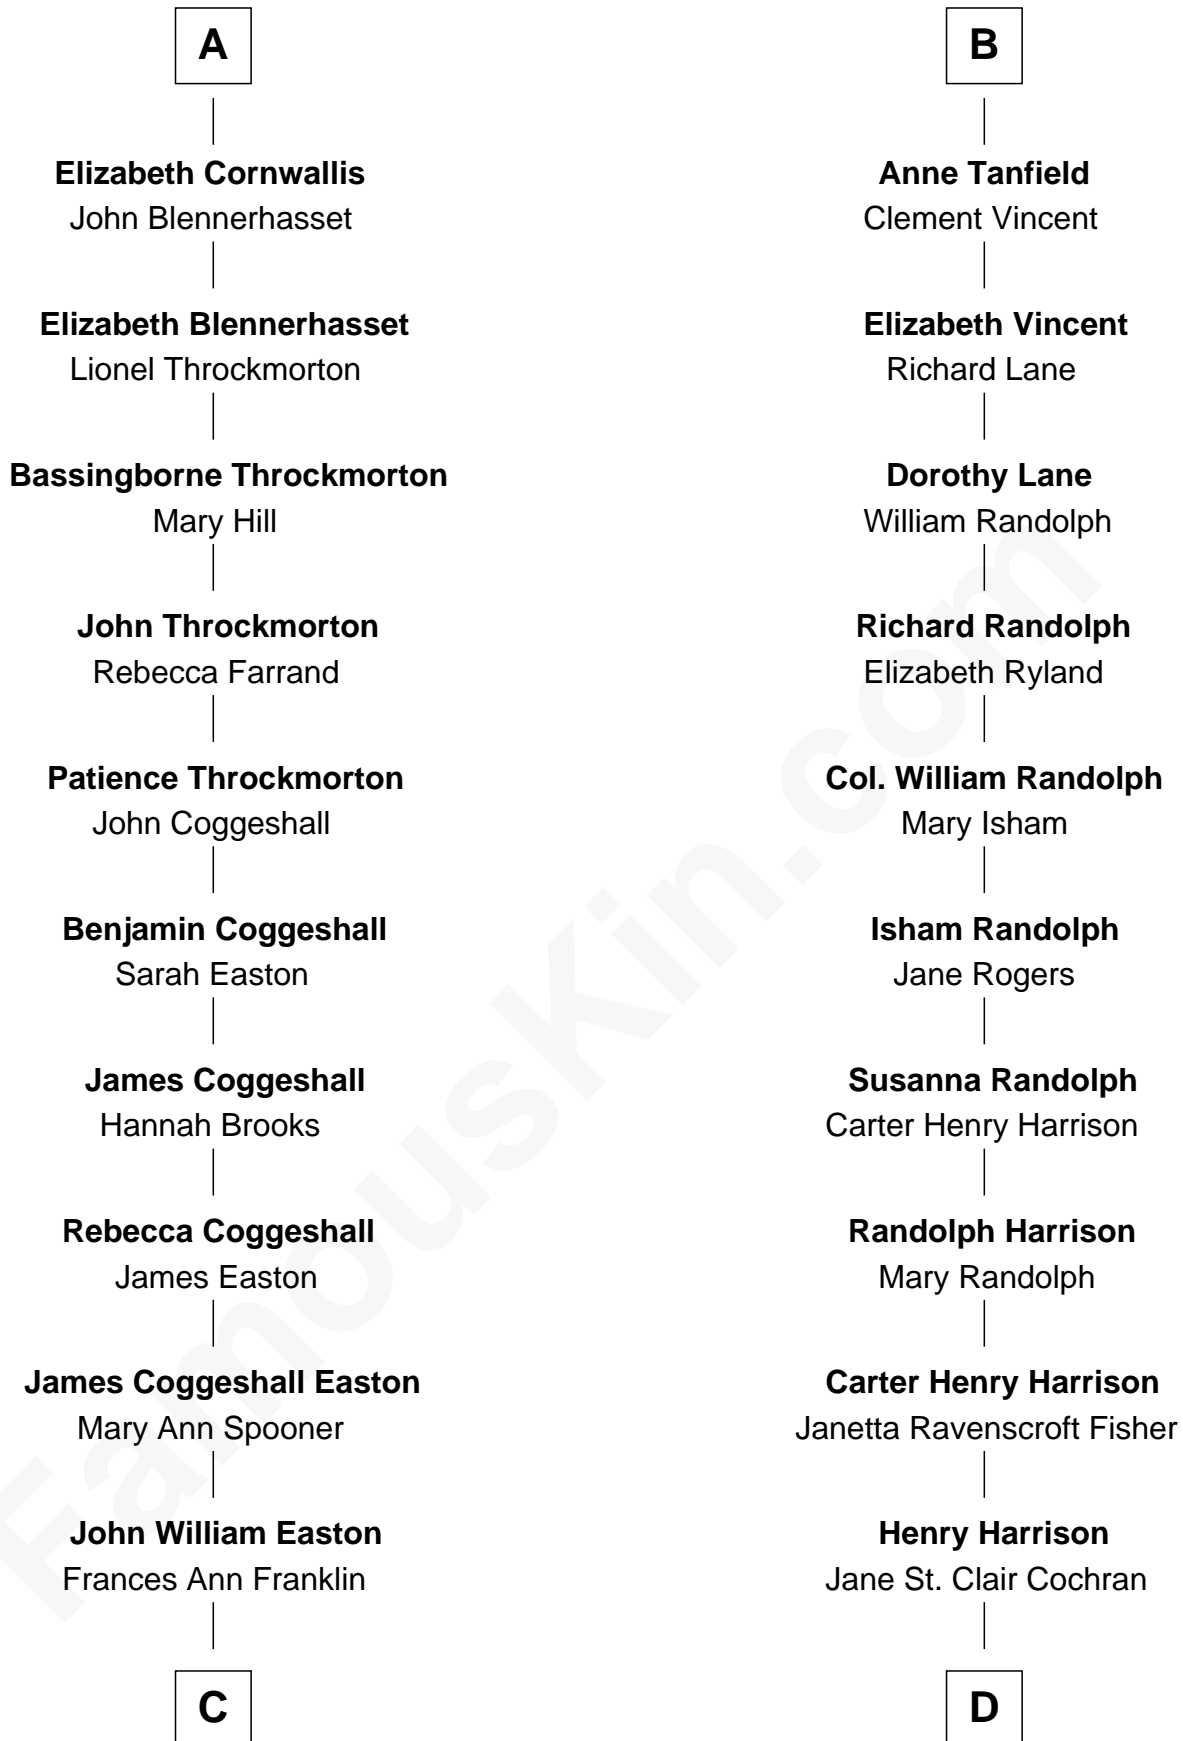 A
Elizabeth Cornwallis
John Blennerhasset
Elizabeth Blennerhasset
Lionel Throckmorton
Bassingborne Throckmorton
Mary Hill
John Throckmorton
Rebecca Farrand
Patience Throckmorton
John Coggeshall
Benjamin Coggeshall
Sarah Easton
James Coggeshall
Hannah Brooks
Rebecca Coggeshall
James Easton
James Coggeshall Easton
Mary Ann Spooner
John William Easton
Frances Ann Franklin
C
B
Anne Tanfield
Clement Vincent
Elizabeth Vincent
Richard Lane
Dorothy Lane
William Randolph
Richard Randolph
Elizabeth Ryland
Col. William Randolph
Mary Isham
Isham Randolph
Jane Rogers
Susanna Randolph
Carter Henry Harrison
Randolph Harrison
Mary Randolph
Carter Henry Harrison
Janetta Ravenscroft Fisher
Henry Harrison
Jane St. Clair Cochran
D
FamousKin.com